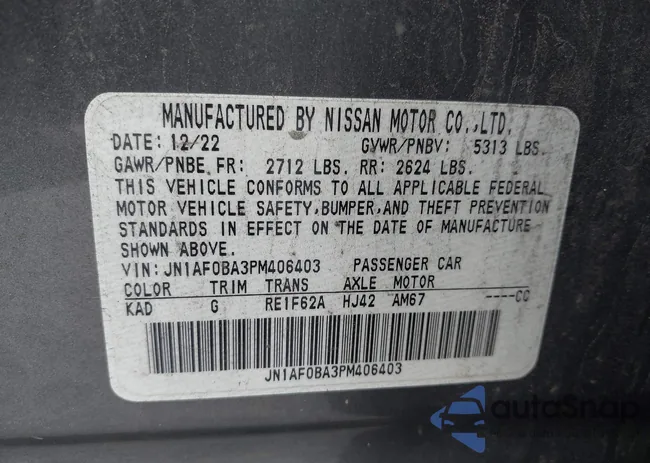 MANUFACTURED BY NISSAN MOTOR CO.,LTD.
DATE: 12/22 GVWR/PNBV: 5313 LBS.
GAWR/PNBE FR: 2712 LBS. RR: 2624 LBS.
THIS VEHICLE CONFORMS TO ALL APPLICABLE FEDERAL
MOTOR VEHICLE SAFETY,BUMPER,AND THEFT PREVENTION
STANDARDS IN EFFECT ON THE DATE OF MANUFACTURE
SHOWN ABOVE.
VIN: JN1AF0BA3PM406403 PASSENGER CAR
COLOR TRIM TRANS AXLE MOTOR
KAD G RE1F62A HJ42 AM67 ----CC
JN1AF0BA3PM406403
autoSnap